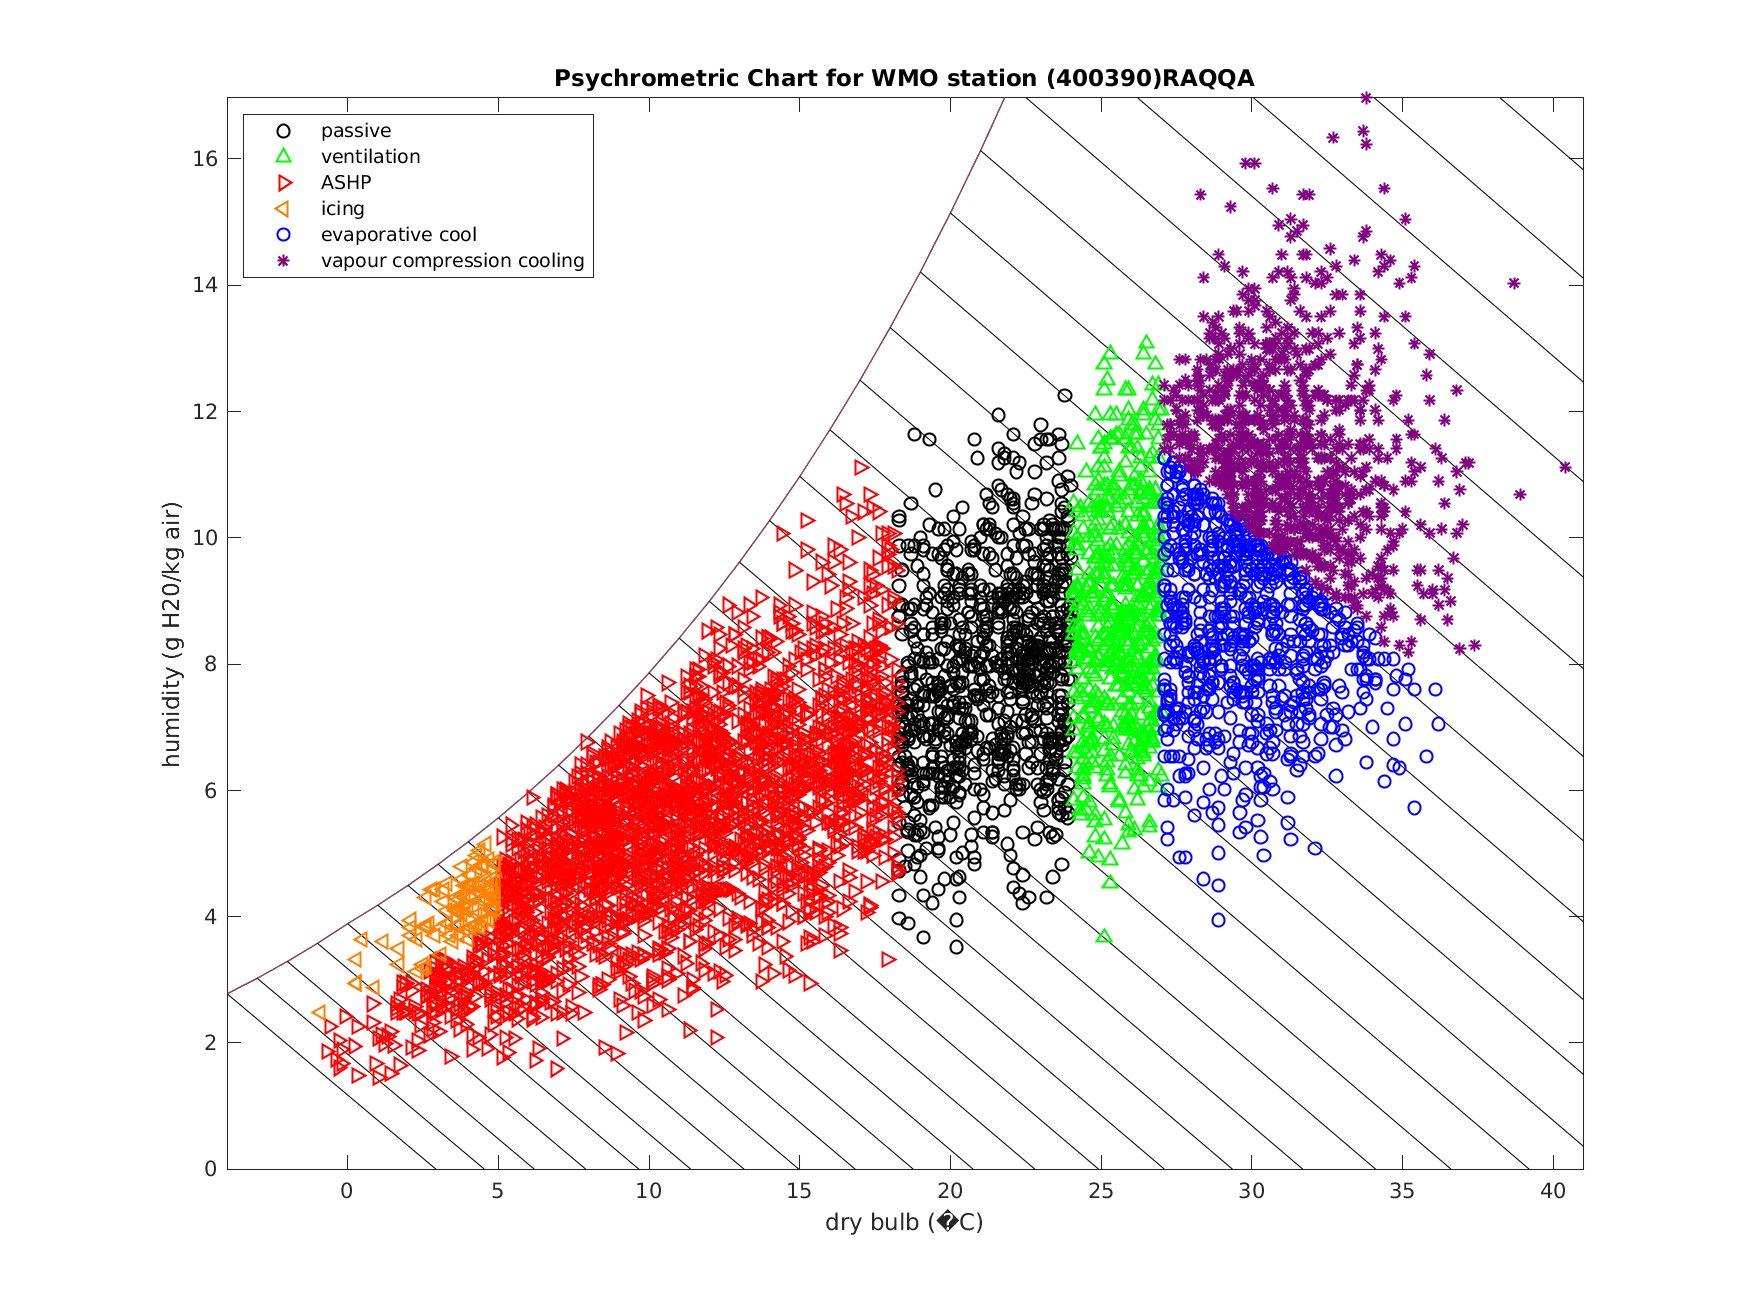 Psychrometric Chart for WMO station (400390)RAQQA
passive
ventilation
ASHP
icing
evaporative cool
vapour compression cooling
humidity (g H20/kg air)
16
14
12
10
8
6
4
2
0
0 5 10 15 20 25 30 35 40
dry bulb (�C)